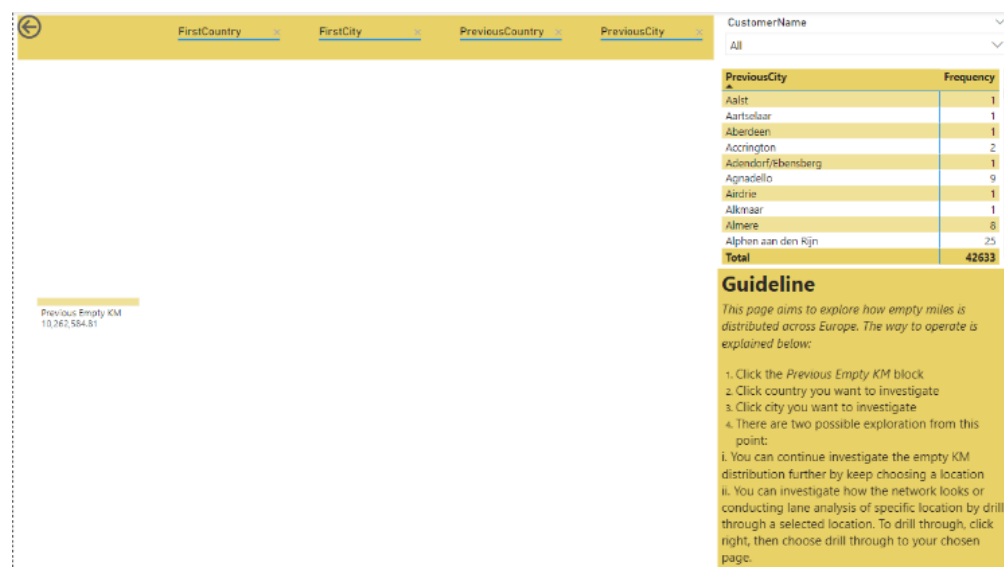 FirstCountry × FirstCity × PreviousCountry × PreviousCity ×
CustomerName
All
PreviousCity Frequency
Aalst 1
Aartselaar 1
Aberdeen 1
Accrington 2
Adendorf/Ebensberg 1
Agnadello 9
Airdrie 1
Alkmaar 1
Almere 8
Alphen aan den Rijn 25
Total 42633
Previous Empty KM
10,262,584.81
Guideline
This page aims to explore how empty miles is
distributed across Europe. The way to operate is
explained below:
1. Click the Previous Empty KM block
2. Click country you want to investigate
3. Click city you want to investigate
4. There are two possible exploration from this
point:
i. You can continue investigate the empty KM
distribution further by keep choosing a location
ii. You can investigate how the network looks or
conducting lane analysis of specific location by drill
through a selected location. To drill through, click
right, then choose drill through to your chosen
page.